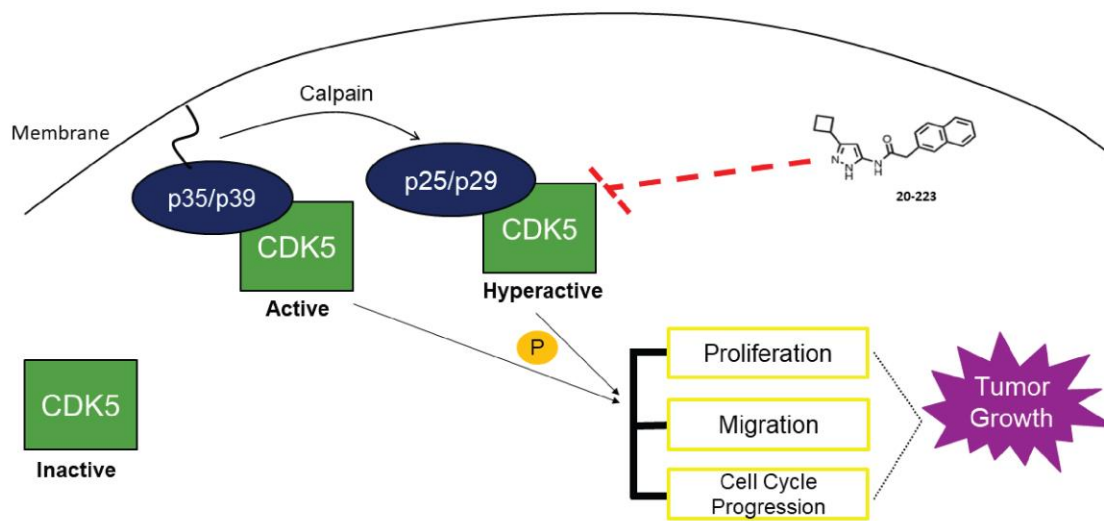 Calpain
Membrane
p35/p39
p25/p29
CDK5
CDK5
Active
Hyperactive
N
N
H
N
H
O
20-223
P
Proliferation
Migration
Cell Cycle
Progression
Tumor
Growth
CDK5
Inactive